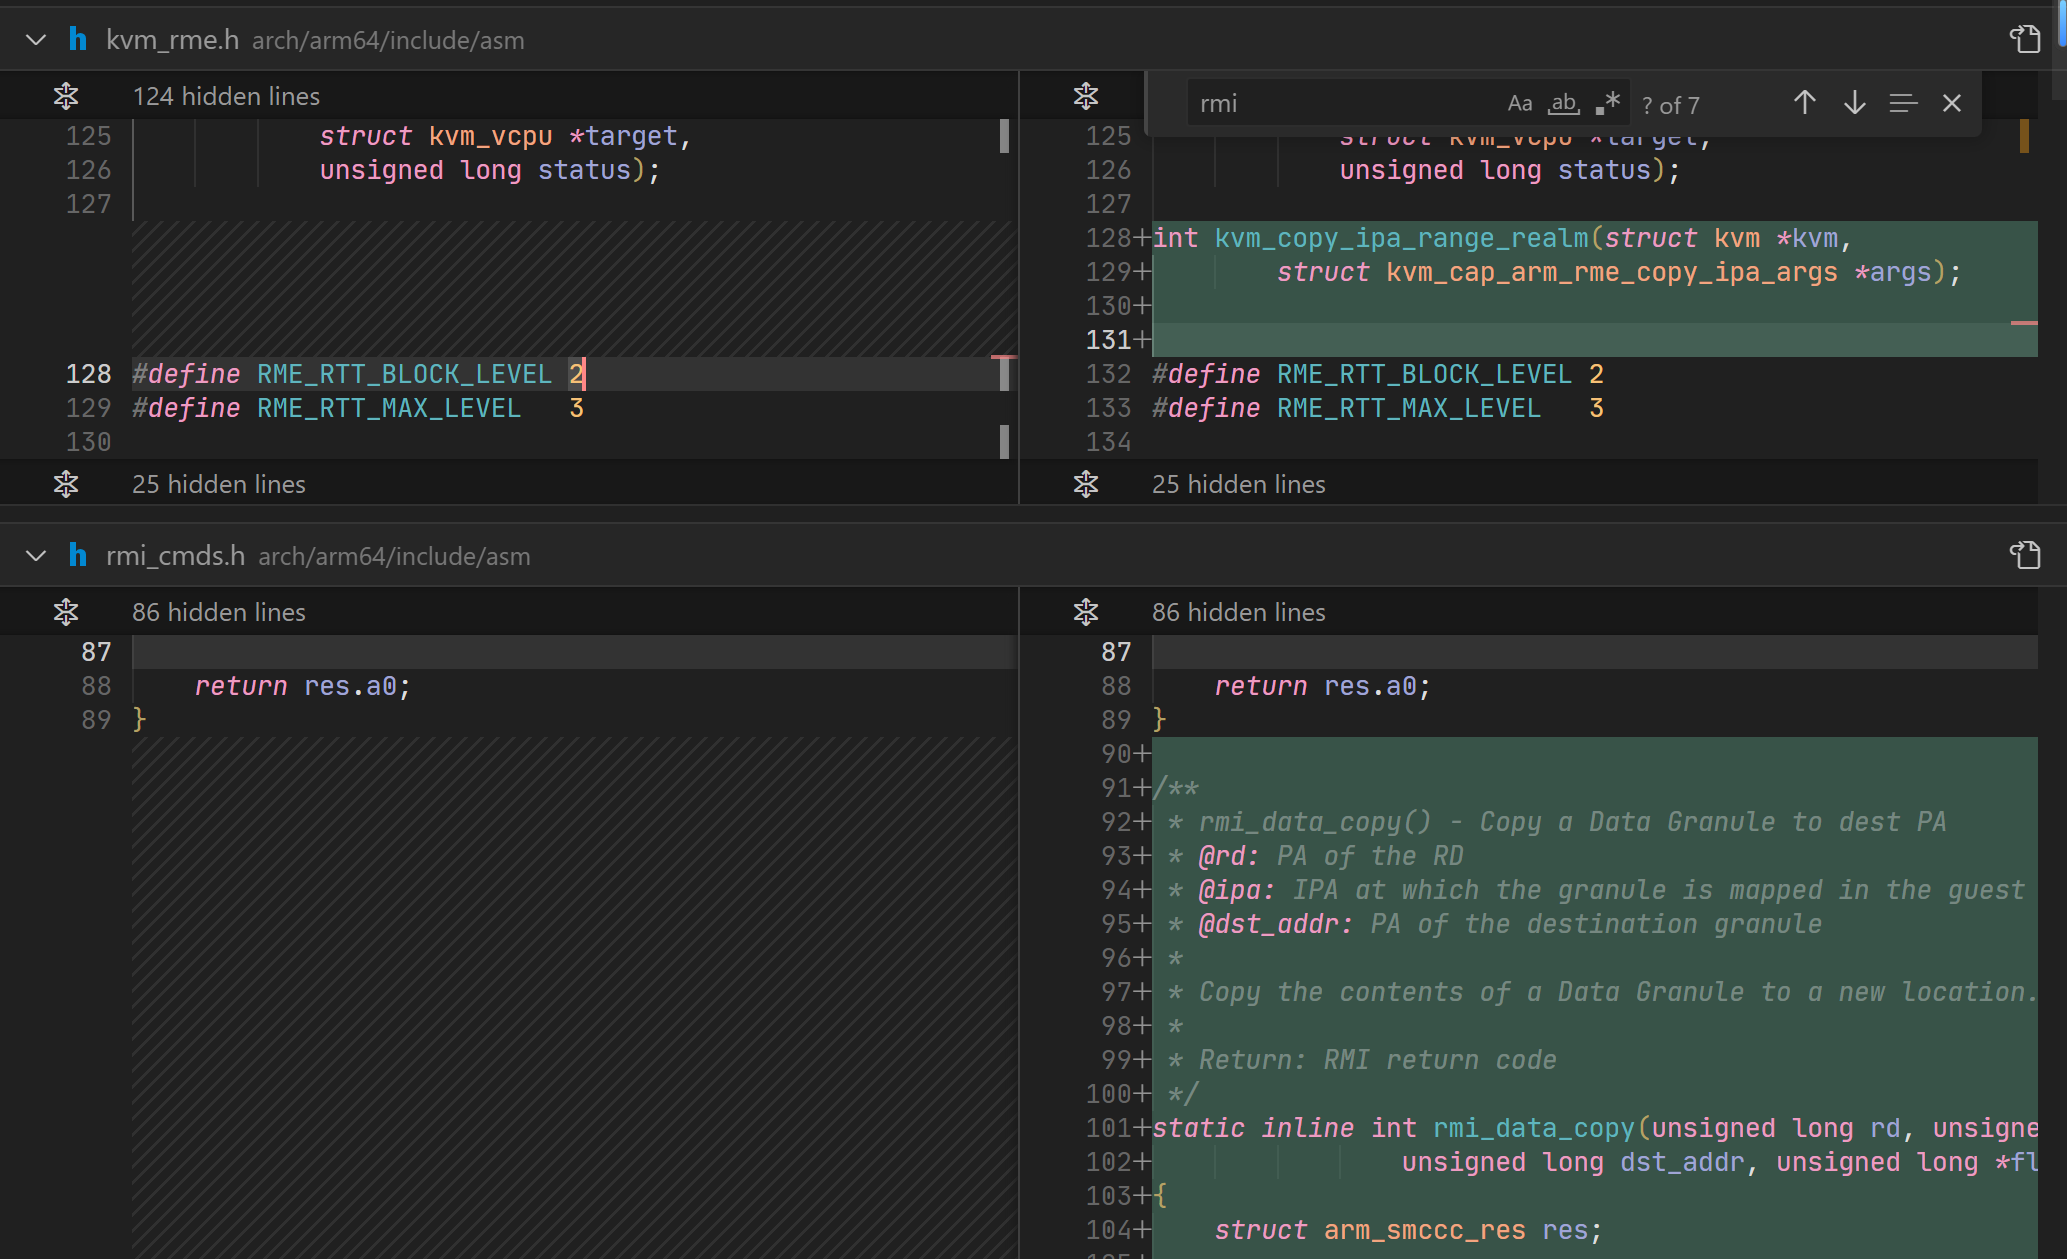 kvm_rme.h arch/arm64/include/asm
124 hidden lines
125 struct kvm_vcpu *target,
126 unsigned long status);
127
128 #define RME_RTT_BLOCK_LEVEL 2
129 #define RME_RTT_MAX_LEVEL 3
130
25 hidden lines
rmi Aa ab .* ? of 7
125 struct kvm_vcpu *target,
126 unsigned long status);
127
128+int kvm_copy_ipa_range_realm(struct kvm *kvm,
129+ struct kvm_cap_arm_rme_copy_ipa_args *args);
130+
131+
132 #define RME_RTT_BLOCK_LEVEL 2
133 #define RME_RTT_MAX_LEVEL 3
134
25 hidden lines
rmi_cmds.h arch/arm64/include/asm
86 hidden lines
87
88 return res.a0;
89 }
86 hidden lines
87
88 return res.a0;
89 }
90+
91+/**
92+ * rmi_data_copy() - Copy a Data Granule to dest PA
93+ * @rd: PA of the RD
94+ * @ipa: IPA at which the granule is mapped in the guest
95+ * @dst_addr: PA of the destination granule
96+ *
97+ * Copy the contents of a Data Granule to a new location.
98+ *
99+ * Return: RMI return code
100+ */
101+static inline int rmi_data_copy(unsigned long rd, unsigne
102+ unsigned long dst_addr, unsigned long *fl
103+{
104+ struct arm_smccc_res res;